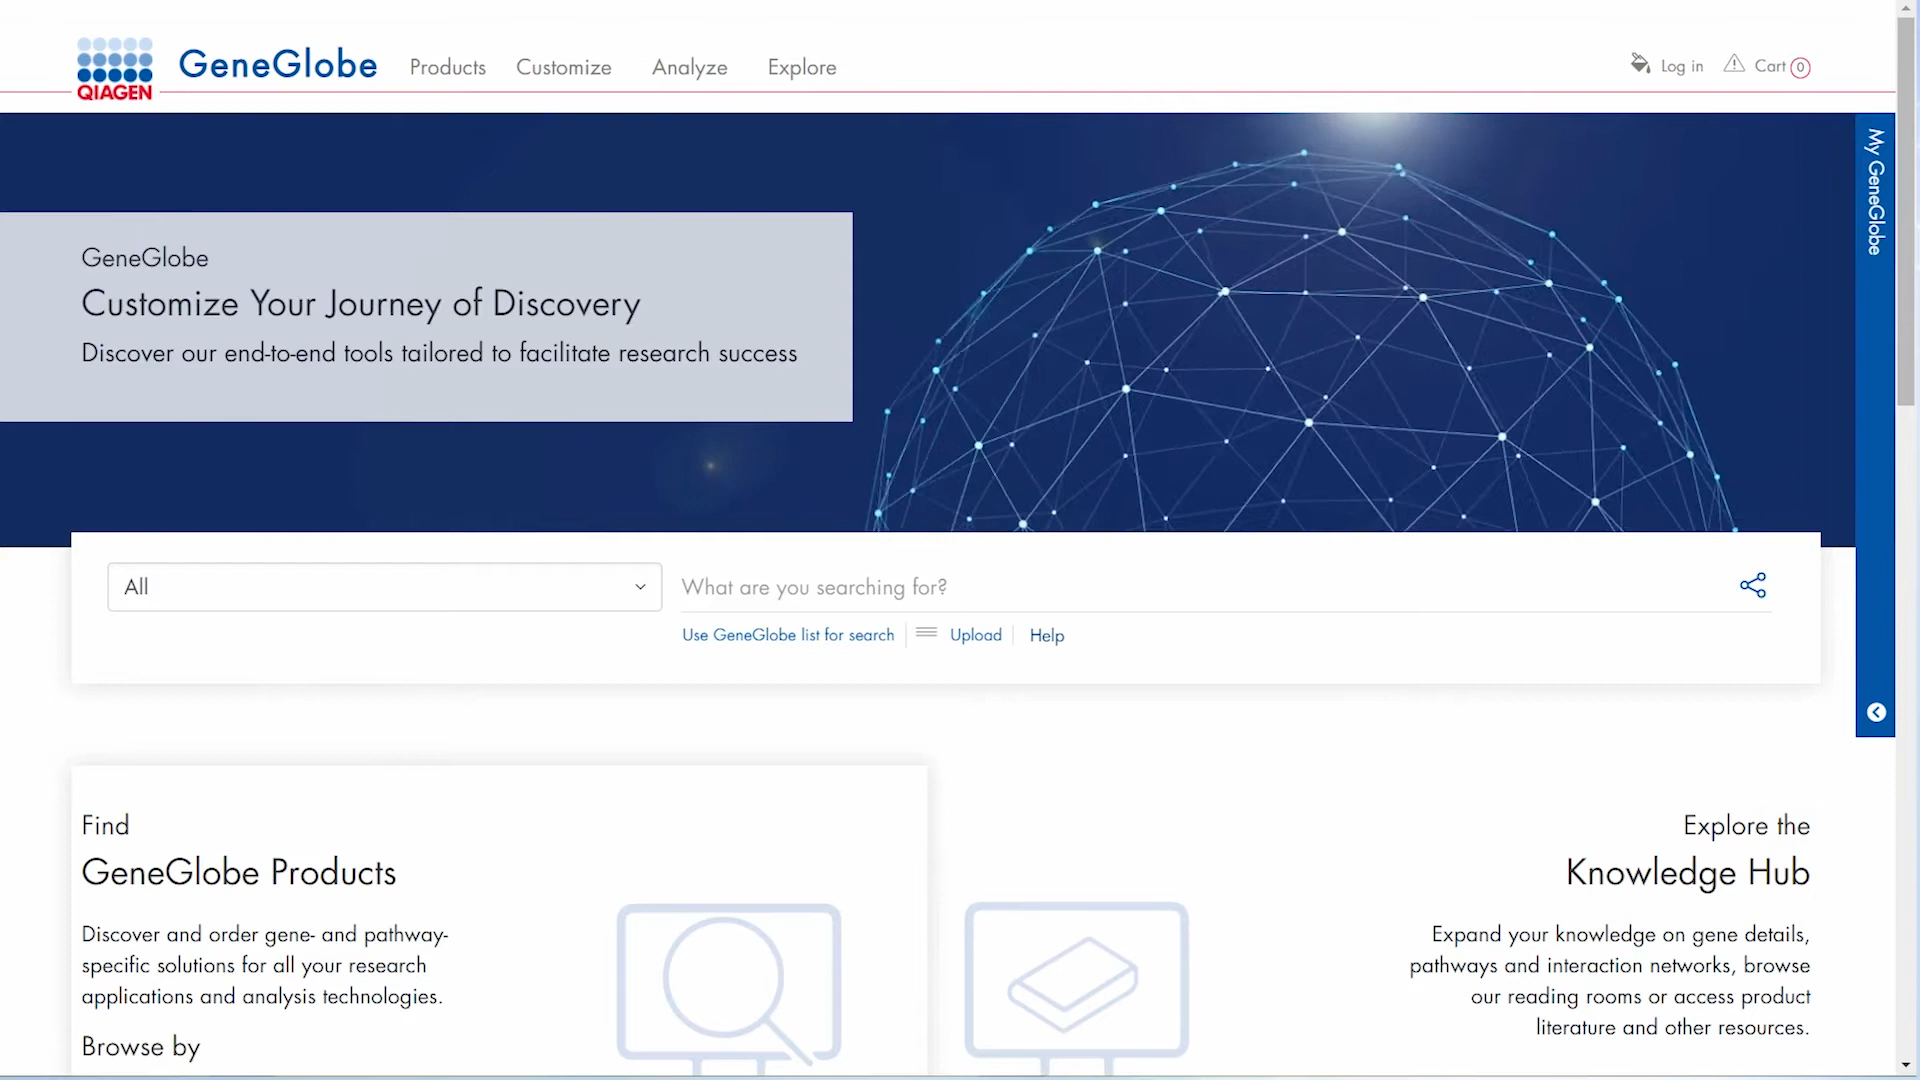 QIAGEN
GeneGlobe
Products
Customize
Analyze
Explore
Log in
Cart 0
My GeneGlobe
GeneGlobe
Customize Your Journey of Discovery
Discover our end-to-end tools tailored to facilitate research success
All
What are you searching for?
Use GeneGlobe list for search
Upload
Help
Find
GeneGlobe Products
Discover and order gene- and pathway-
specific solutions for all your research
applications and analysis technologies.
Browse by
Explore the
Knowledge Hub
Expand your knowledge on gene details,
pathways and interaction networks, browse
our reading rooms or access product
literature and other resources.